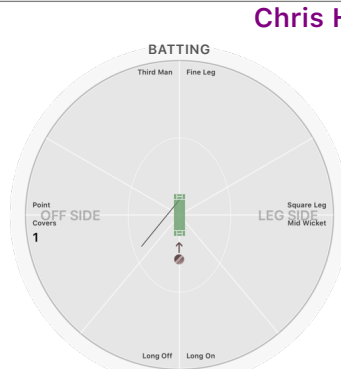 Chris H
BATTING
Third Man
Fine Leg
Point
Square Leg
OFF SIDE
LEG SIDE
Covers
Mid Wicket
1
Long Off
Long On